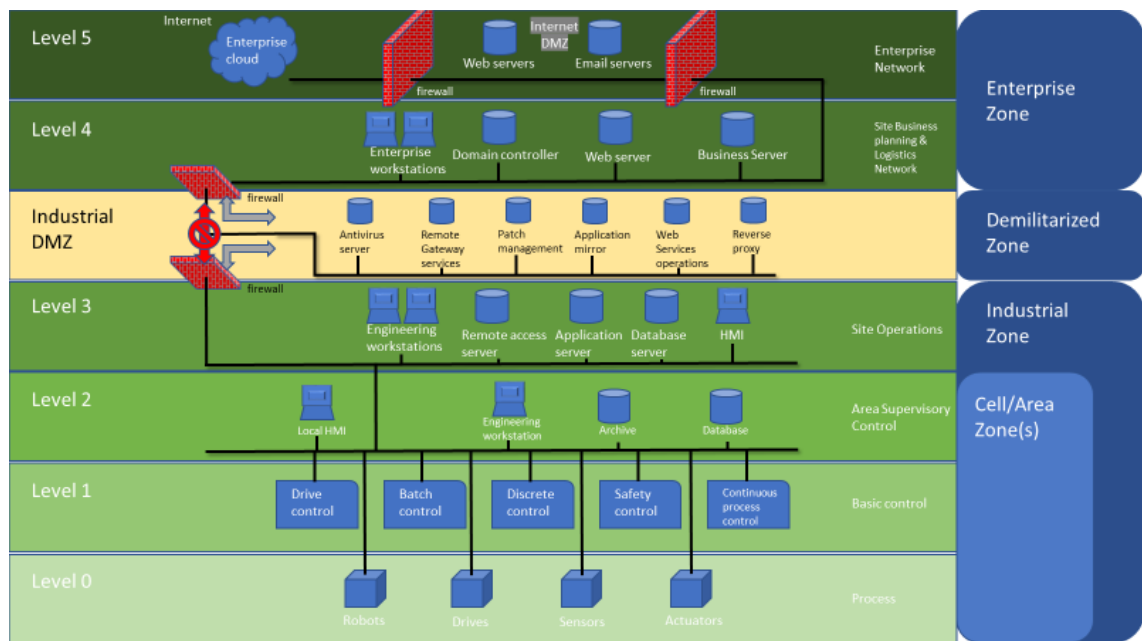 Level 5
Internet
Enterprise
cloud
Internet
DMZ
Web servers
Email servers
firewall
firewall
Enterprise
Network
Enterprise
Zone
Level 4
Enterprise
workstations
Domain controller
Web server
Business Server
Site Business
planning &
Logistics
Network
firewall
Industrial
DMZ
Antivirus
server
Remote
Gateway
services
Patch
management
Application
mirror
Web
Services
operations
Reverse
proxy
Demilitarized
Zone
firewall
Level 3
Engineering
workstations
Remote access
server
Application
server
Database
server
HMI
Site Operations
Industrial
Zone
Level 2
Local HMI
Engineering
workstation
Archive
Database
Area Supervisory
Control
Cell/Area
Zone(s)
Level 1
Drive
control
Batch
control
Discrete
control
Safety
control
Continuous
process
control
Basic control
Level 0
Robots
Drives
Sensors
Actuators
Process